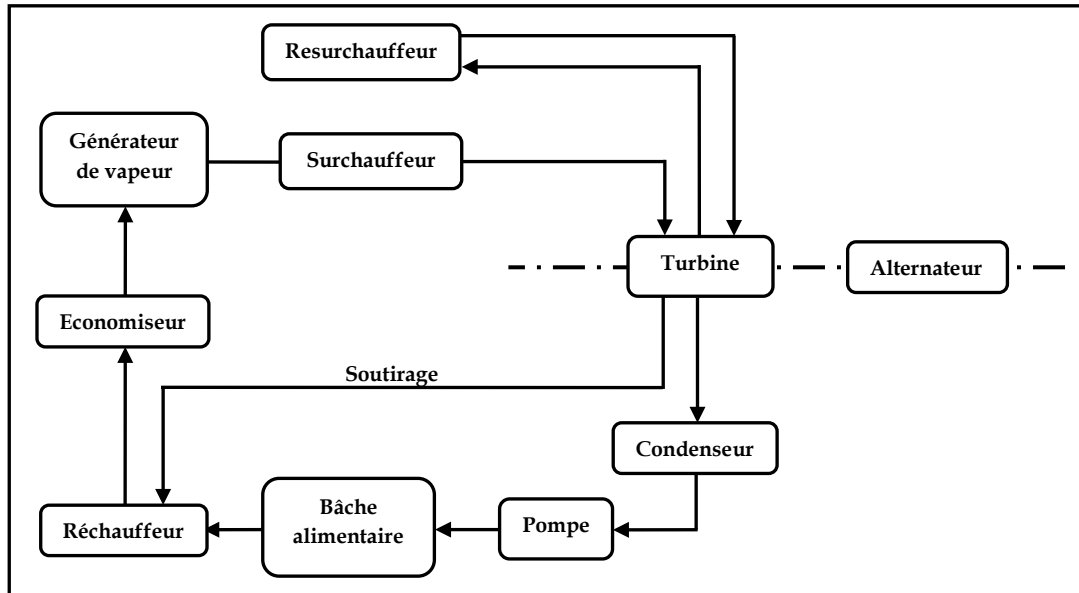 Resurchauffeur
Générateur
de vapeur
Surchauffeur
Turbine
Alternateur
Economiseur
Soutirage
Condenseur
Réchauffeur
Bâche
alimentaire
Pompe